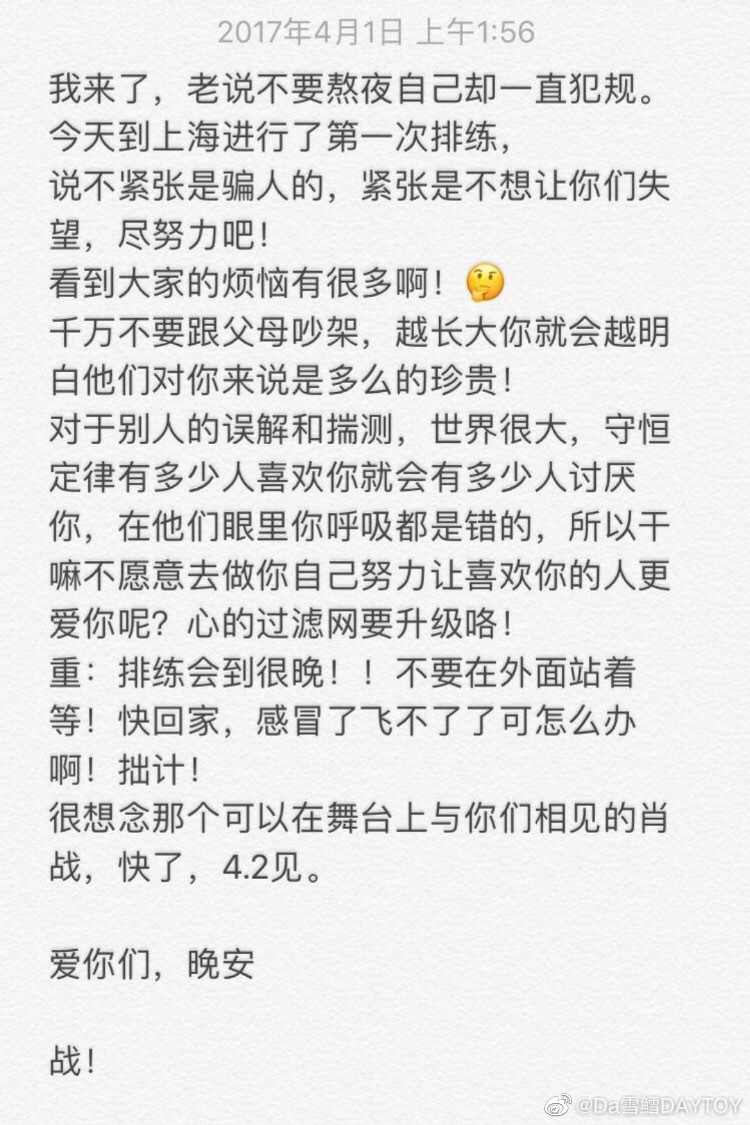 2017年4月1日 上午1:56
我来了，老说不要熬夜自己却一直犯规。
今天到上海进行了第一次排练，
说不紧张是骗人的，紧张是不想让你们失
望，尽努力吧！
看到大家的烦恼有很多啊！🤔
千万不要跟父母吵架，越长大你就会越明
白他们对你来说是多么的珍贵！
对于别人的误解和揣测，世界很大，守恒
定律有多少人喜欢你就会有多少人讨厌
你，在他们眼里你呼吸都是错的，所以干
嘛不愿意去做你自己努力让喜欢你的人更
爱你呢？心的过滤网要升级咯！
重：排练会到很晚！！不要在外面站着
等！快回家，感冒了飞不了了可怎么办
啊！拙计！
很想念那个可以在舞台上与你们相见的肖
战，快了，4.2见。
爱你们，晚安
战！
@Da雪鳕DAYTOY